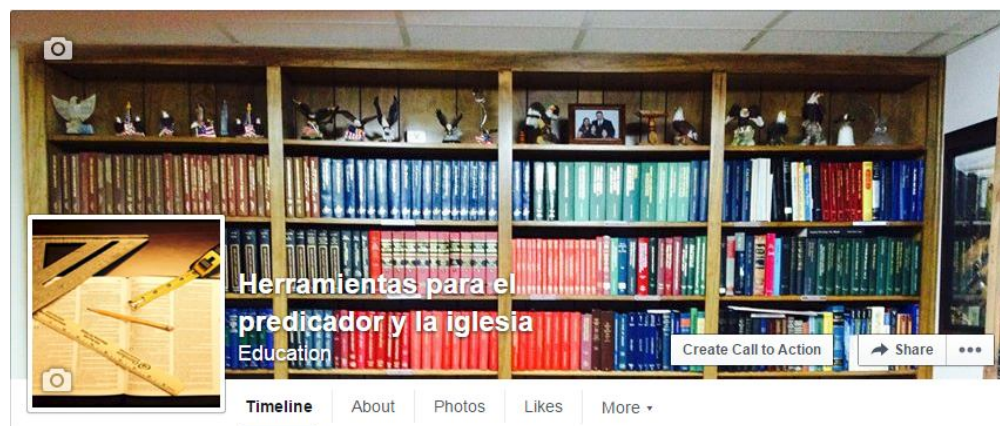 Herramientas para el
predicador y la iglesia
Education
Create Call to Action
Share
Timeline
About
Photos
Likes
More